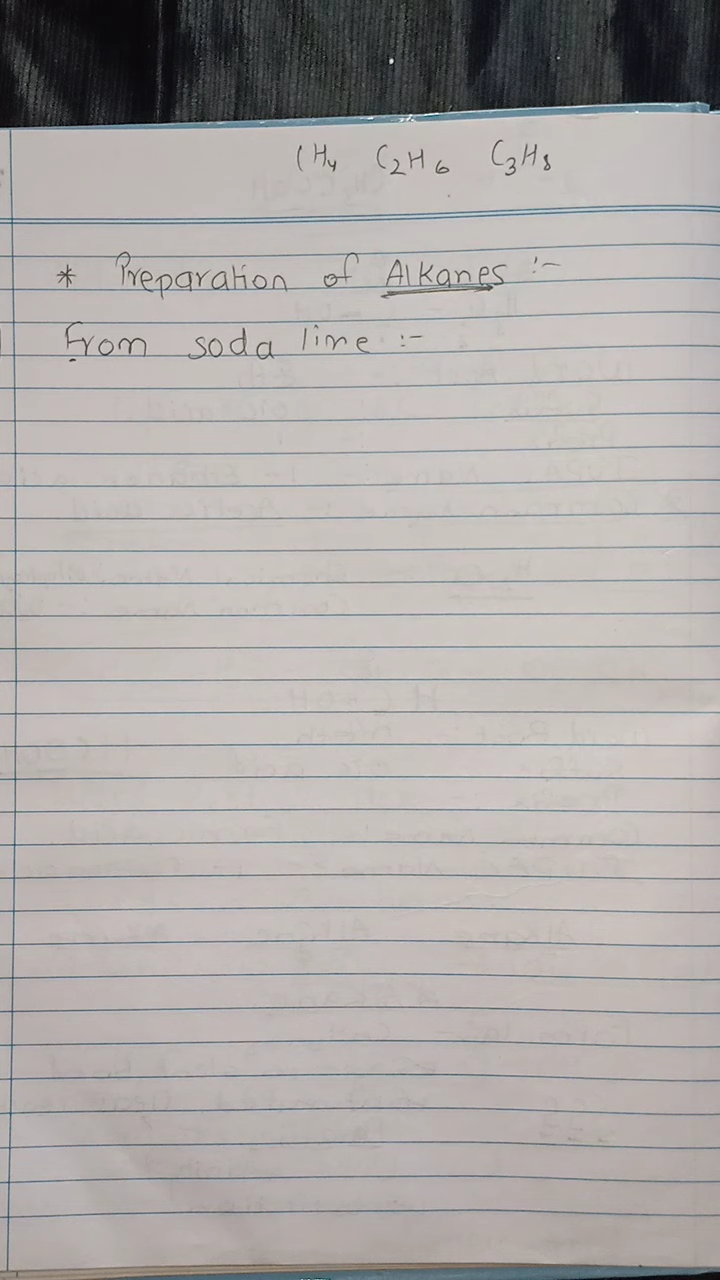 CH₄ C₂H₆ C₃H₈
* Preparation of Alkanes :-
From soda lime :-